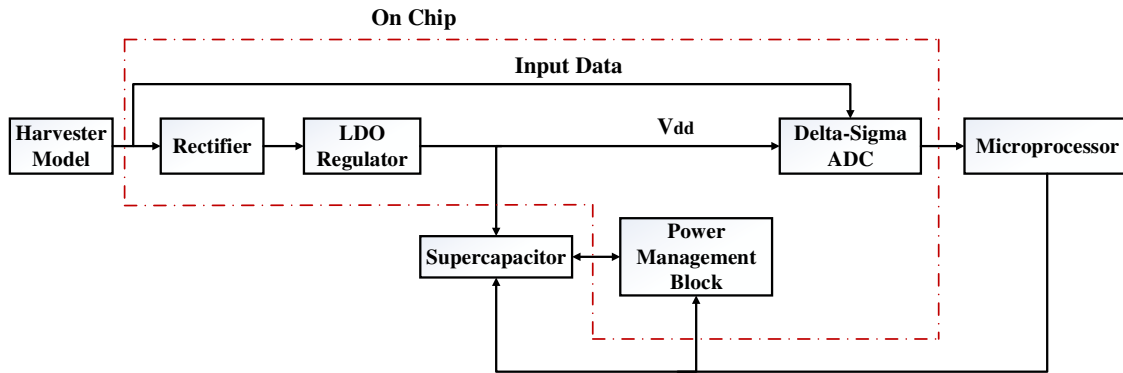 On Chip
Input Data
Harvester
Model
Rectifier
LDO
Regulator
Vdd
Delta-Sigma
ADC
Microprocessor
Supercapacitor
Power
Management
Block